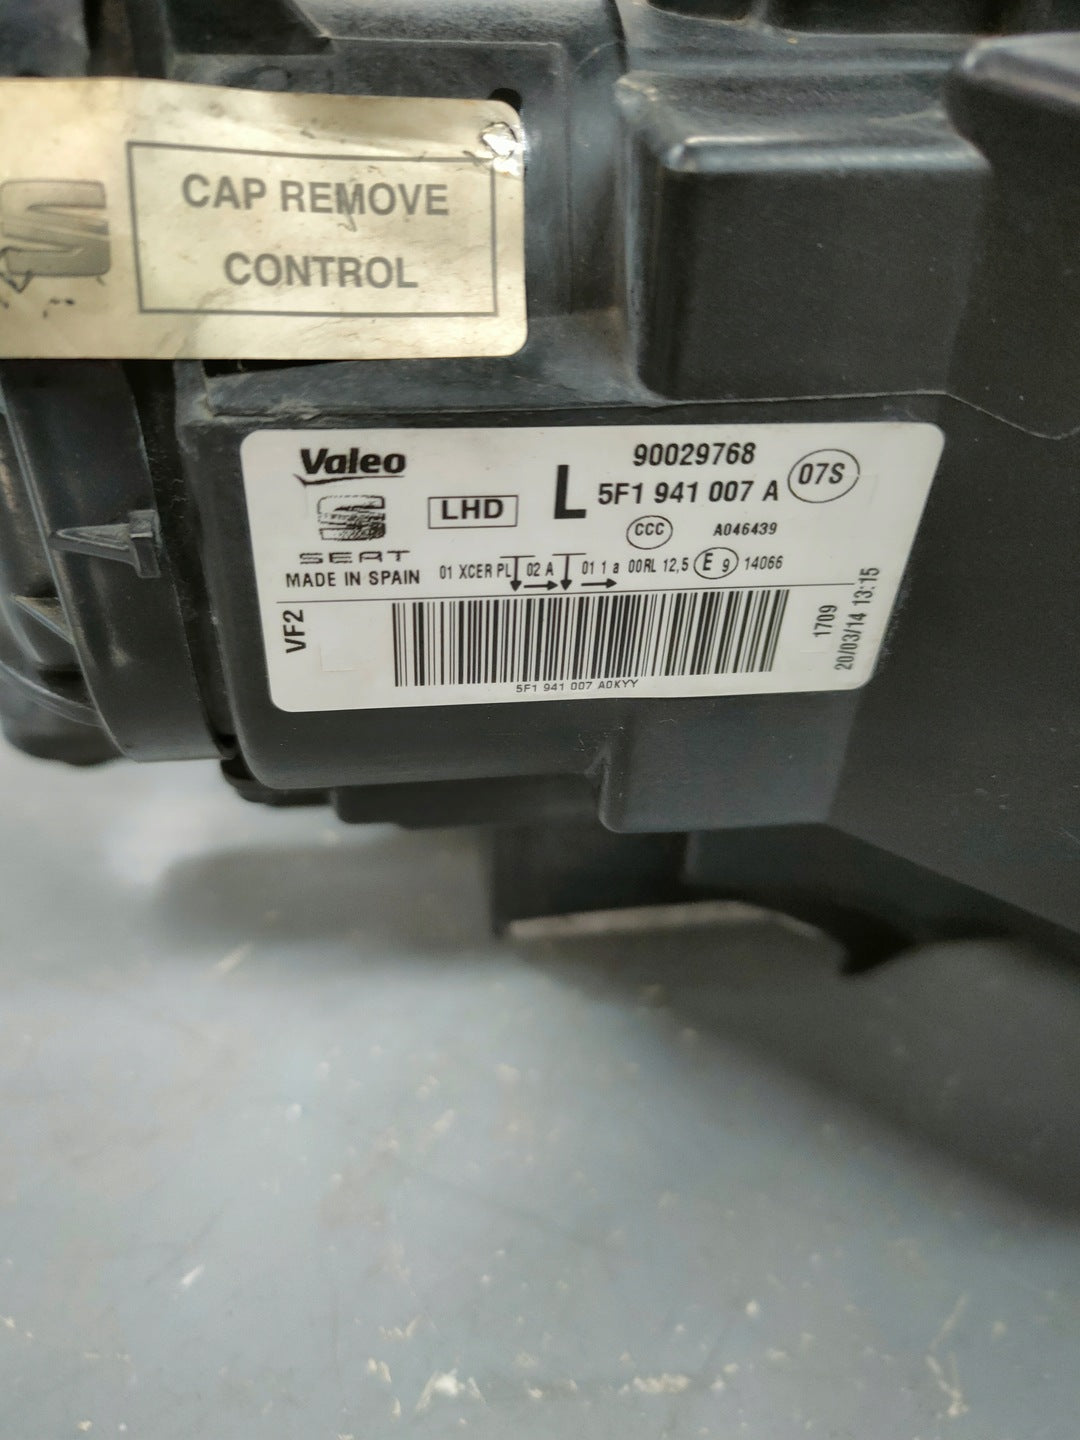 CAP REMOVE
CONTROL
Valeo
SEAT
MADE IN SPAIN
LHD
L
90029768
5F1 941 007 A
07S
CCC
A046439
01 XCER PL 02 A 01 1 a 00RL 12,5 E 9 14066
VF2
5F1 941 007 A0KYY
1709
20/03/14 13:15